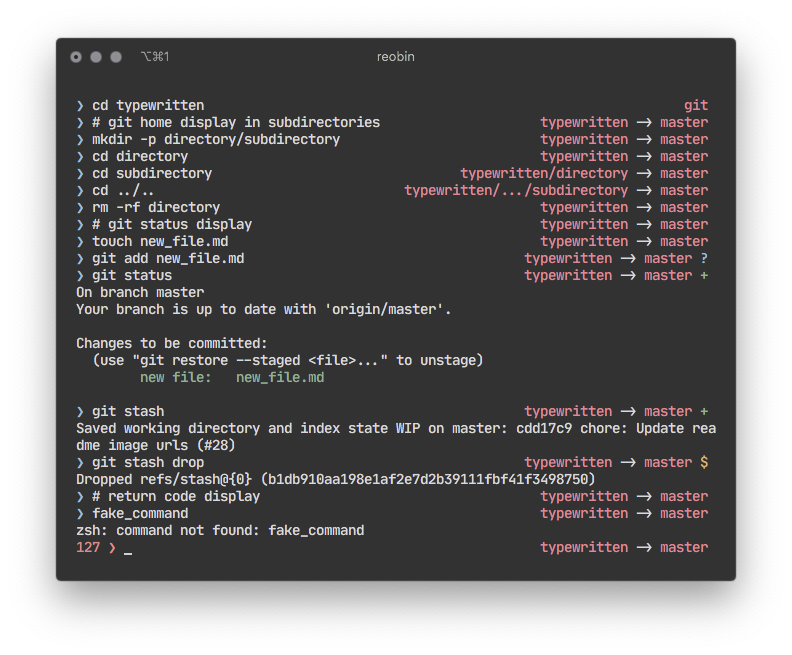 ⌥⌘1 reobin
❯ cd typewritten git
❯ # git home display in subdirectories typewritten → master
❯ mkdir -p directory/subdirectory typewritten → master
❯ cd directory typewritten → master
❯ cd subdirectory typewritten/directory → master
❯ cd ../.. typewritten/.../subdirectory → master
❯ rm -rf directory typewritten → master
❯ # git status display typewritten → master
❯ touch new_file.md typewritten → master
❯ git add new_file.md typewritten → master ?
❯ git status typewritten → master +
On branch master
Your branch is up to date with 'origin/master'.
Changes to be committed:
(use "git restore --staged <file>..." to unstage)
new file: new_file.md
❯ git stash typewritten → master +
Saved working directory and index state WIP on master: cdd17c9 chore: Update rea
dme image urls (#28)
❯ git stash drop typewritten → master $
Dropped refs/stash@{0} (b1db910aa198e1af2e7d2b39111fbf41f3498750)
❯ # return code display typewritten → master
❯ fake_command typewritten → master
zsh: command not found: fake_command
127 ❯ _ typewritten → master